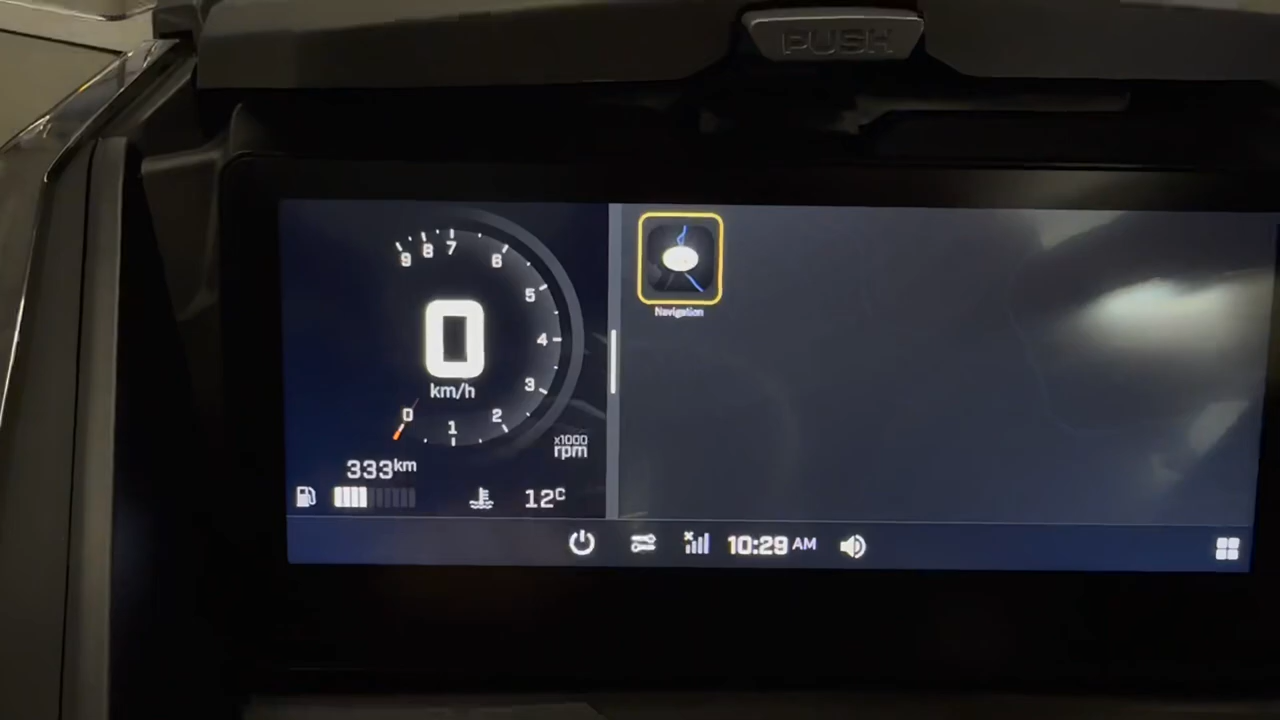 PUSH
9 8 7 6
5
4
3
2
1
0
0
km/h
x1000
rpm
333km
12c
Navigation
10:29 AM